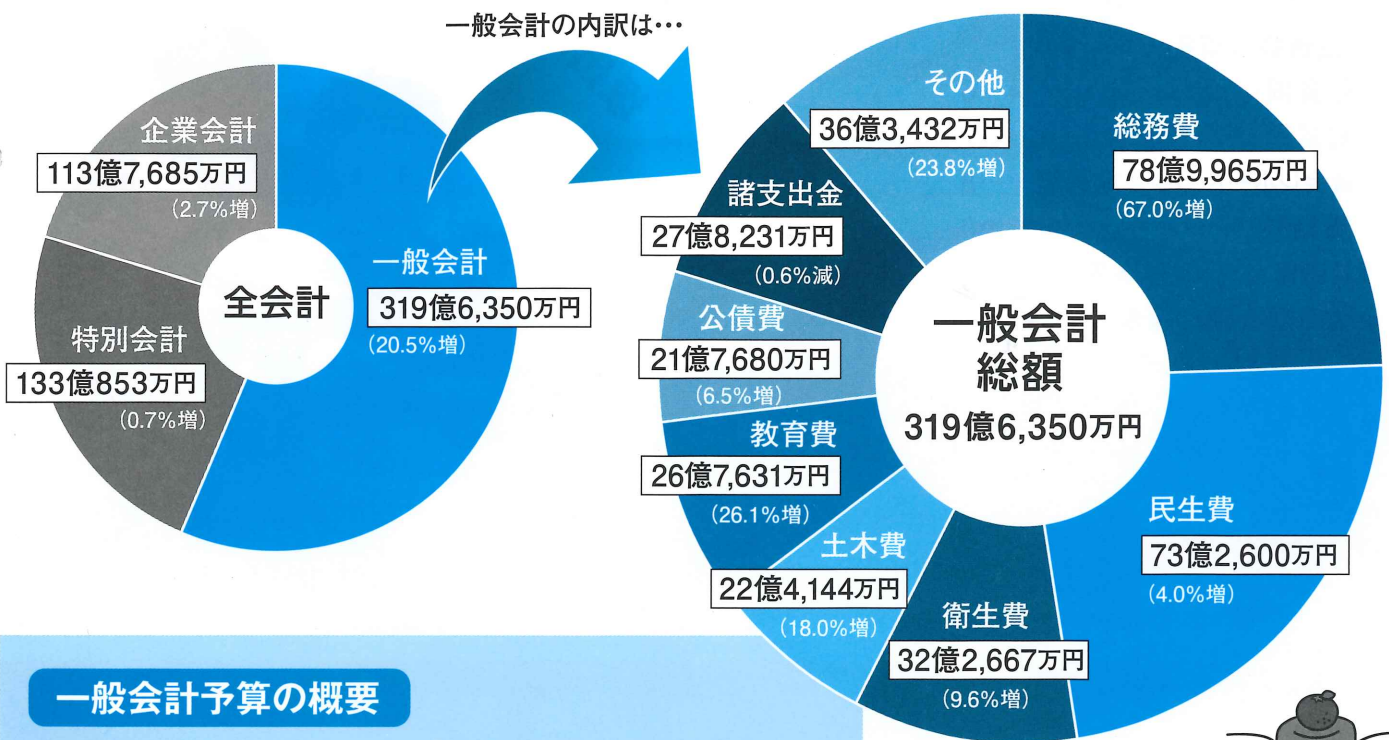 一般会計の内訳は…
企業会計
113億7,685万円
(2.7%増)
特別会計
133億853万円
(0.7%増)
全会計
一般会計
319億6,350万円
(20.5%増)
その他
36億3,432万円
(23.8%増)
総務費
78億9,965万円
(67.0%増)
諸支出金
27億8,231万円
(0.6%減)
公債費
21億7,680万円
(6.5%増)
教育費
26億7,631万円
(26.1%増)
土木費
22億4,144万円
(18.0%増)
衛生費
32億2,667万円
(9.6%増)
民生費
73億2,600万円
(4.0%増)
一般会計
総額
319億6,350万円
一般会計予算の概要